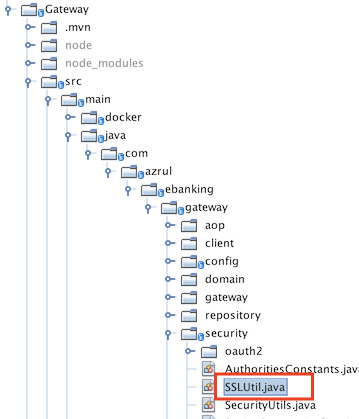 Gateway
.mvn
node
node_modules
src
main
docker
java
com
azrul
ebanking
gateway
aop
client
config
domain
gateway
repository
security
oauth2
AuthoritiesConstants.java
SSLUtil.java
SecurityUtils.java